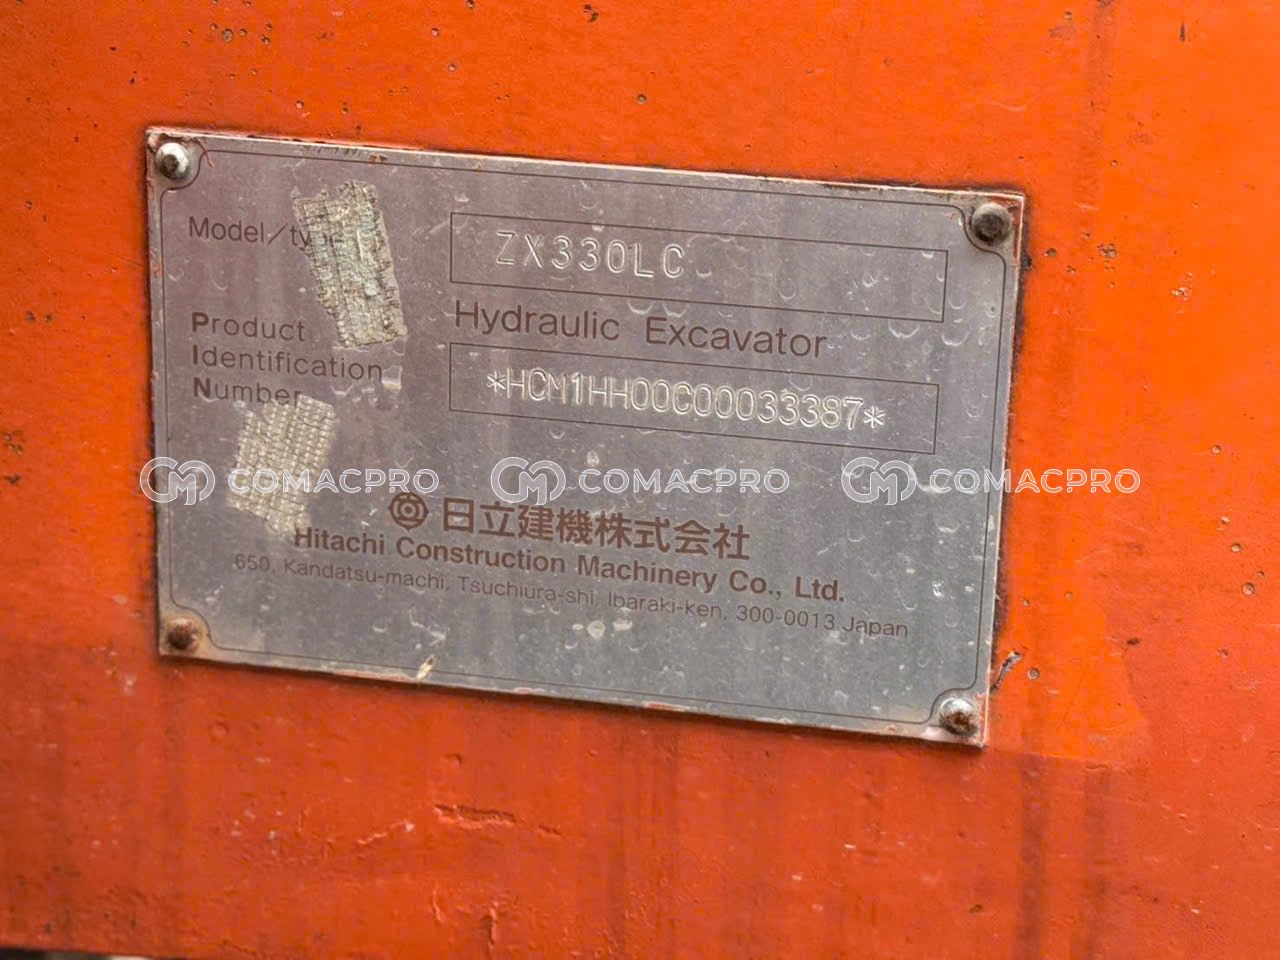 Model/type
ZX330LC
Hydraulic Excavator
Product
Identification
Number
*HCM1HH00C00033387*
COMACPRO COMACPRO COMACPRO
日立建機株式会社
Hitachi Construction Machinery Co., Ltd.
650, Kandatsu-machi, Tsuchiura-shi, Ibaraki-ken, 300-0013 Japan